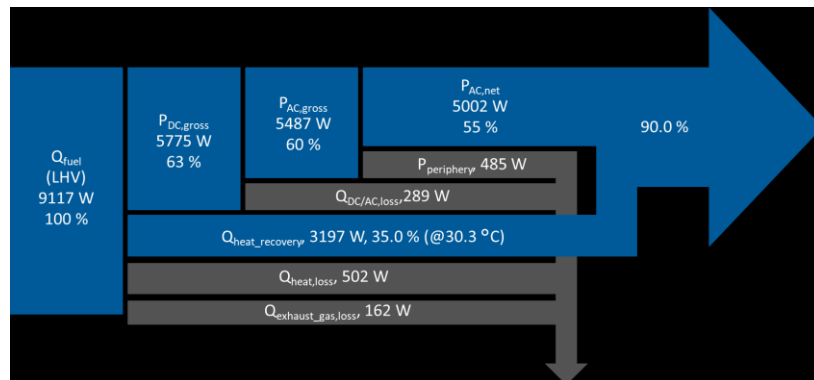 Q_fuel
(LHV)
9117 W
100 %
P_DC,gross
5775 W
63 %
P_AC,gross
5487 W
60 %
P_AC,net
5002 W
55 %
90.0 %
P_periphery, 485 W
Q_DC/AC,loss, 289 W
Q_heat_recovery, 3197 W, 35.0 % (@30.3 °C)
Q_heat,loss, 502 W
Q_exhaust_gas,loss, 162 W